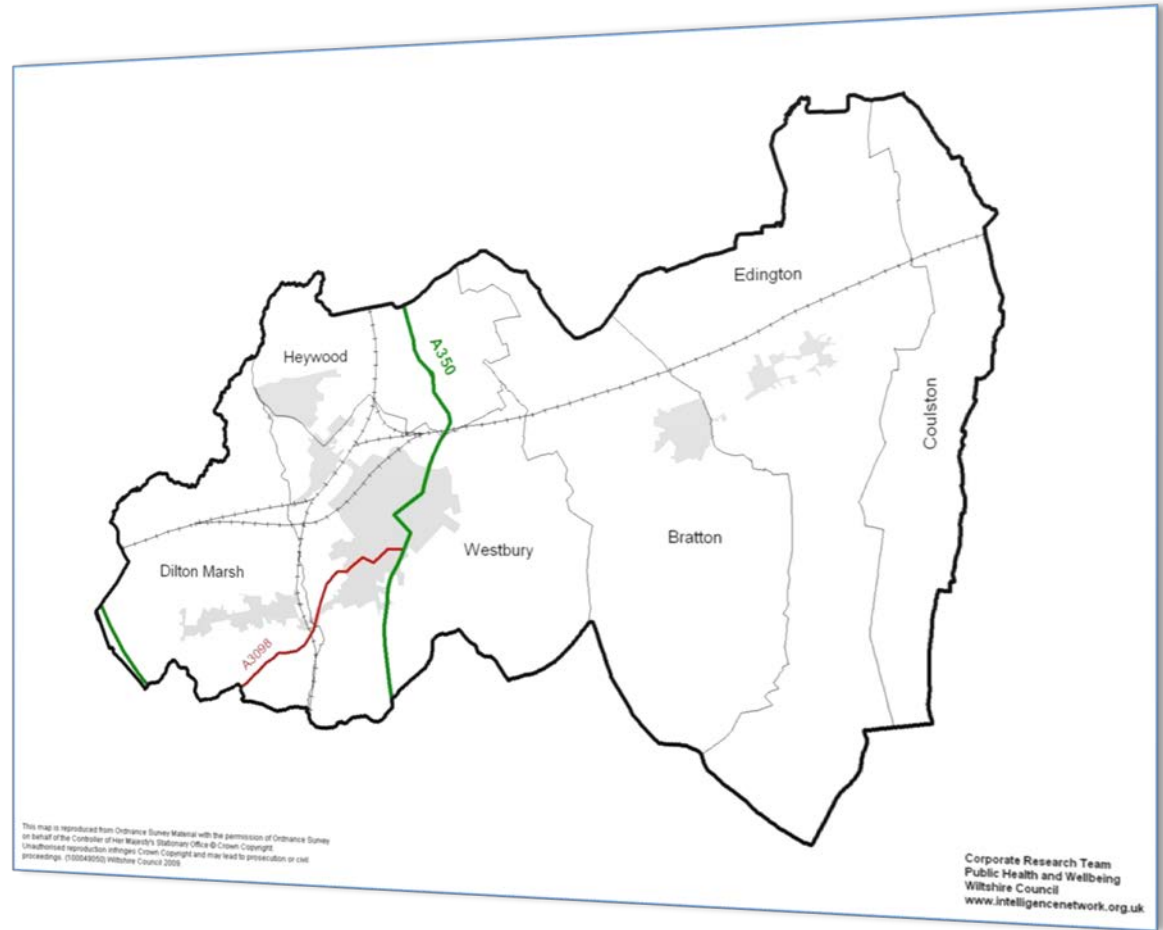 Edington
Heywood
A350
Coulston
Bratton
Westbury
Dilton Marsh
A3098
This map is reproduced from Ordnance Survey Material with the permission of Ordnance Survey
on behalf of the Controller of Her Majesty's Stationary Office © Crown Copyright.
Unauthorised reproduction infringes Crown Copyright and may lead to prosecution or civil
proceedings. (100049050) Wiltshire Council 2009
Corporate Research Team
Public Health and Wellbeing
Wiltshire Council
www.intelligencenetwork.org.uk